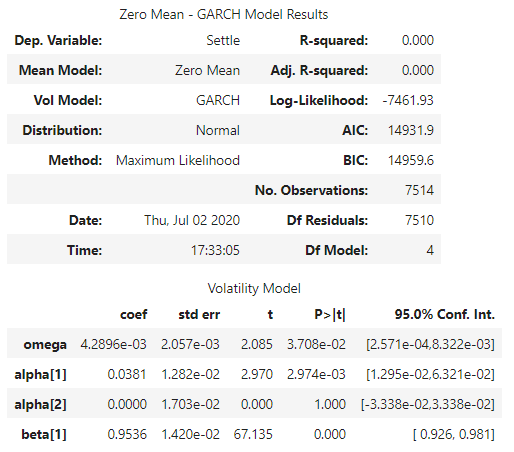 Zero Mean - GARCH Model Results
Dep. Variable: Settle R-squared: 0.000
Mean Model: Zero Mean Adj. R-squared: 0.000
Vol Model: GARCH Log-Likelihood: -7461.93
Distribution: Normal AIC: 14931.9
Method: Maximum Likelihood BIC: 14959.6
No. Observations: 7514
Date: Thu, Jul 02 2020 Df Residuals: 7510
Time: 17:33:05 Df Model: 4
Volatility Model
coef std err t P>|t| 95.0% Conf. Int.
omega 4.2896e-03 2.057e-03 2.085 3.708e-02 [2.571e-04,8.322e-03]
alpha[1] 0.0381 1.282e-02 2.970 2.974e-03 [1.295e-02,6.321e-02]
alpha[2] 0.0000 1.703e-02 0.000 1.000 [-3.338e-02,3.338e-02]
beta[1] 0.9536 1.420e-02 67.135 0.000 [ 0.926, 0.981]